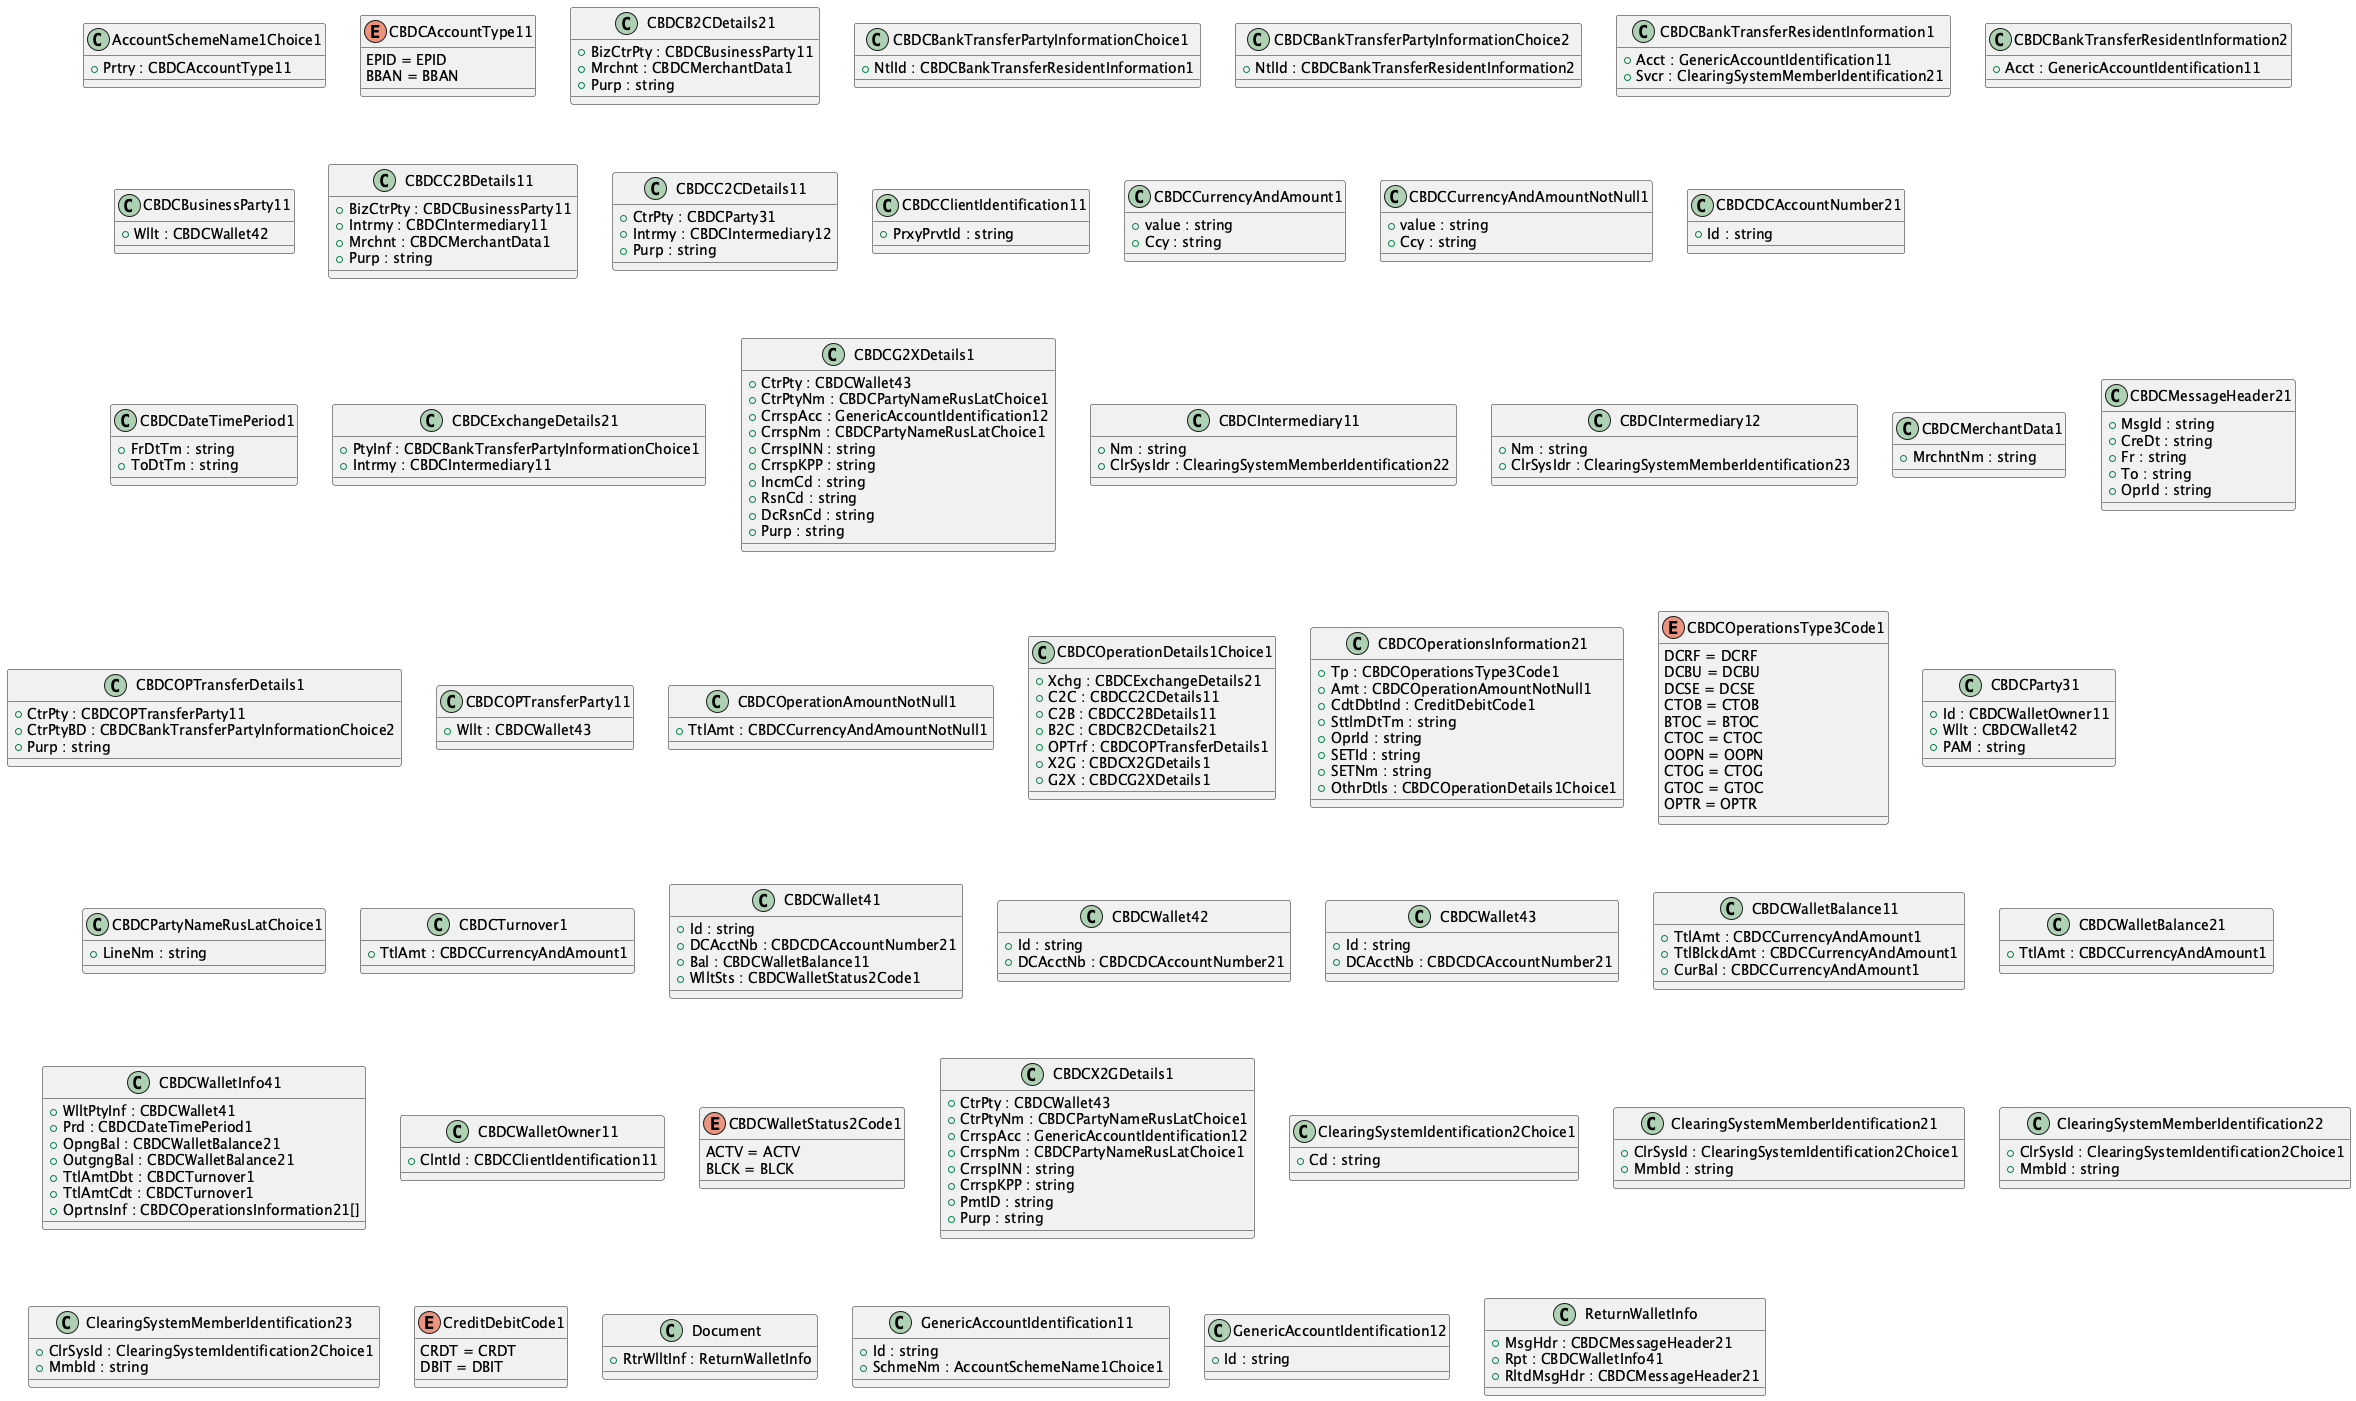 AccountSchemeName1Choice1
Prtry : CBDCAccountType11
CBDCAccountType11
EPID = EPID
BBAN = BBAN
CBDCB2CDetails21
BizCtrPty : CBDCBusinessParty11
Mrchnt : CBDCMerchantData1
Purp : string
CBDCBankTransferPartyInformationChoice1
NtlId : CBDCBankTransferResidentInformation1
CBDCBankTransferPartyInformationChoice2
NtlId : CBDCBankTransferResidentInformation2
CBDCBankTransferResidentInformation1
Acct : GenericAccountIdentification11
Svcr : ClearingSystemMemberIdentification21
CBDCBankTransferResidentInformation2
Acct : GenericAccountIdentification11
CBDCBusinessParty11
Wllt : CBDCWallet42
CBDCC2BDetails11
BizCtrPty : CBDCBusinessParty11
Intrmy : CBDCIntermediary11
Mrchnt : CBDCMerchantData1
Purp : string
CBDCC2CDetails11
CtrPty : CBDCParty31
Intrmy : CBDCIntermediary12
Purp : string
CBDCClientIdentification11
PrxyPrvtId : string
CBDCCurrencyAndAmount1
value : string
Ccy : string
CBDCCurrencyAndAmountNotNull1
value : string
Ccy : string
CBDCDCAccountNumber21
Id : string
CBDCDateTimePeriod1
FrDtTm : string
ToDtTm : string
CBDCExchangeDetails21
PtyInf : CBDCBankTransferPartyInformationChoice1
Intrmy : CBDCIntermediary11
CBDCG2XDetails1
CtrPty : CBDCWallet43
CtrPtyNm : CBDCPartyNameRusLatChoice1
CrrspAcc : GenericAccountIdentification12
CrrspNm : CBDCPartyNameRusLatChoice1
CrrspINN : string
CrrspKPP : string
IncmCd : string
RsnCd : string
DcRsnCd : string
Purp : string
CBDCIntermediary11
Nm : string
ClrSysIdr : ClearingSystemMemberIdentification22
CBDCIntermediary12
Nm : string
ClrSysIdr : ClearingSystemMemberIdentification23
CBDCMerchantData1
MrchntNm : string
CBDCMessageHeader21
MsgId : string
CreDt : string
Fr : string
To : string
OprId : string
CBDCOPTransferDetails1
CtrPty : CBDCOPTransferParty11
CtrPtyBD : CBDCBankTransferPartyInformationChoice2
Purp : string
CBDCOPTransferParty11
Wllt : CBDCWallet43
CBDCOperationAmountNotNull1
TtlAmt : CBDCCurrencyAndAmountNotNull1
CBDCOperationDetails1Choice1
Xchg : CBDCExchangeDetails21
C2C : CBDCC2CDetails11
C2B : CBDCC2BDetails11
B2C : CBDCB2CDetails21
OPTrf : CBDCOPTransferDetails1
X2G : CBDCX2GDetails1
G2X : CBDCG2XDetails1
CBDCOperationsInformation21
Tp : CBDCOperationsType3Code1
Amt : CBDCOperationAmountNotNull1
CdtDbtInd : CreditDebitCode1
SttlmDtTm : string
OprId : string
SETId : string
SETNm : string
OthrDtls : CBDCOperationDetails1Choice1
CBDCOperationsType3Code1
DCRF = DCRF
DCBU = DCBU
DCSE = DCSE
CTOB = CTOB
BTOC = BTOC
CTOC = CTOC
OOPN = OOPN
CTOG = CTOG
GTOC = GTOC
OPTR = OPTR
CBDCParty31
Id : CBDCWalletOwner11
Wllt : CBDCWallet42
PAM : string
CBDCPartyNameRusLatChoice1
LineNm : string
CBDCTurnover1
TtlAmt : CBDCCurrencyAndAmount1
CBDCWallet41
Id : string
DCAcctNb : CBDCDCAccountNumber21
Bal : CBDCWalletBalance11
WlltSts : CBDCWalletStatus2Code1
CBDCWallet42
Id : string
DCAcctNb : CBDCDCAccountNumber21
CBDCWallet43
Id : string
DCAcctNb : CBDCDCAccountNumber21
CBDCWalletBalance11
TtlAmt : CBDCCurrencyAndAmount1
TtlBlckdAmt : CBDCCurrencyAndAmount1
CurBal : CBDCCurrencyAndAmount1
CBDCWalletBalance21
TtlAmt : CBDCCurrencyAndAmount1
CBDCWalletInfo41
WlltPtyInf : CBDCWallet41
Prd : CBDCDateTimePeriod1
OpngBal : CBDCWalletBalance21
OutgngBal : CBDCWalletBalance21
TtlAmtDbt : CBDCTurnover1
TtlAmtCdt : CBDCTurnover1
OprtnsInf : CBDCOperationsInformation21[]
CBDCWalletOwner11
ClntId : CBDCClientIdentification11
CBDCWalletStatus2Code1
ACTV = ACTV
BLCK = BLCK
CBDCX2GDetails1
CtrPty : CBDCWallet43
CtrPtyNm : CBDCPartyNameRusLatChoice1
CrrspAcc : GenericAccountIdentification12
CrrspNm : CBDCPartyNameRusLatChoice1
CrrspINN : string
CrrspKPP : string
PmtID : string
Purp : string
ClearingSystemIdentification2Choice1
Cd : string
ClearingSystemMemberIdentification21
ClrSysId : ClearingSystemIdentification2Choice1
MmbId : string
ClearingSystemMemberIdentification22
ClrSysId : ClearingSystemIdentification2Choice1
MmbId : string
ClearingSystemMemberIdentification23
ClrSysId : ClearingSystemIdentification2Choice1
MmbId : string
CreditDebitCode1
CRDT = CRDT
DBIT = DBIT
Document
RtrWlltInf : ReturnWalletInfo
GenericAccountIdentification11
Id : string
SchmeNm : AccountSchemeName1Choice1
GenericAccountIdentification12
Id : string
ReturnWalletInfo
MsgHdr : CBDCMessageHeader21
Rpt : CBDCWalletInfo41
RltdMsgHdr : CBDCMessageHeader21